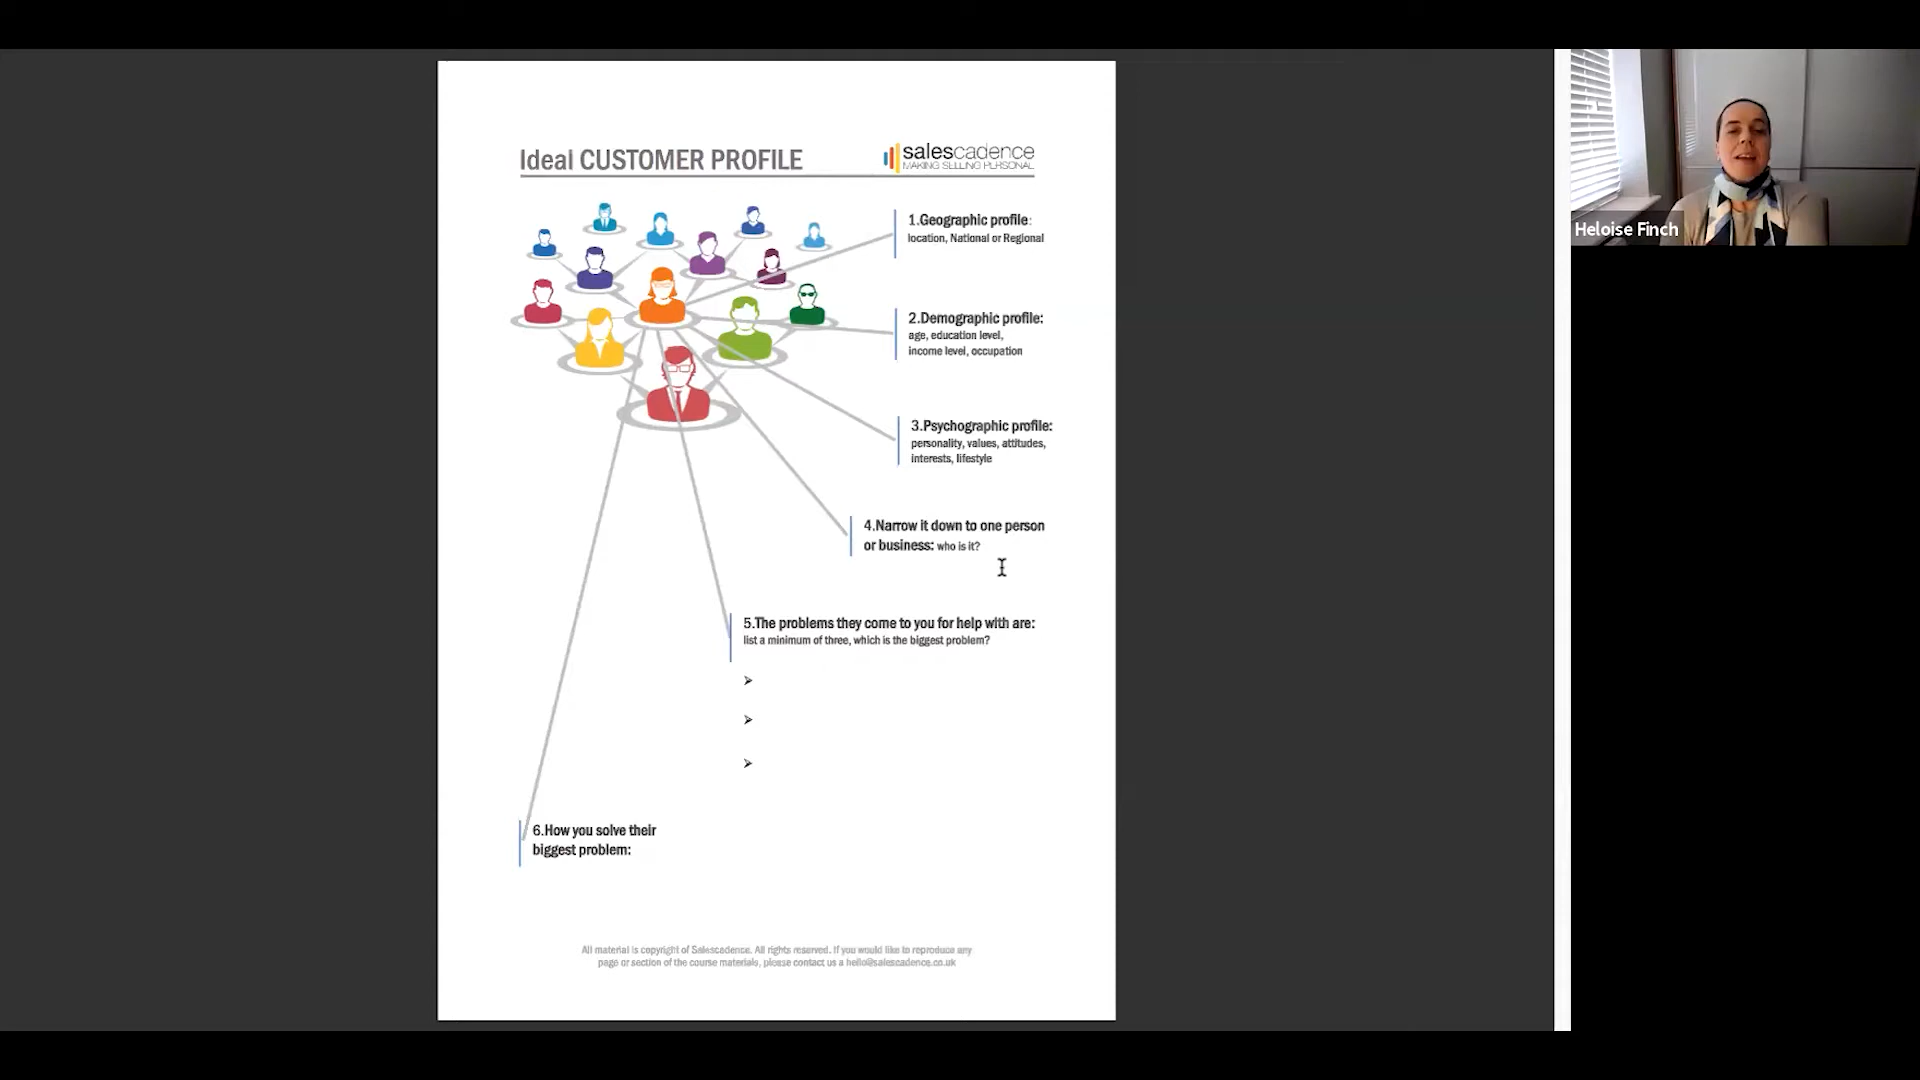 Ideal CUSTOMER PROFILE
salescadence
MAKING SELLING PERSONAL
1.Geographic profile:
location, National or Regional
2.Demographic profile:
age, education level,
income level, occupation
3.Psychographic profile:
personality, values, attitudes,
interests, lifestyle
4.Narrow it down to one person
or business: who is it?
5.The problems they come to you for help with are:
list a minimum of three, which is the biggest problem?
6.How you solve their
biggest problem:
All material is copyright of Salescadence. All rights reserved. If you would like to reproduce any
page or section of the course materials, please contact us a hello@salescadence.co.uk
Heloise Finch